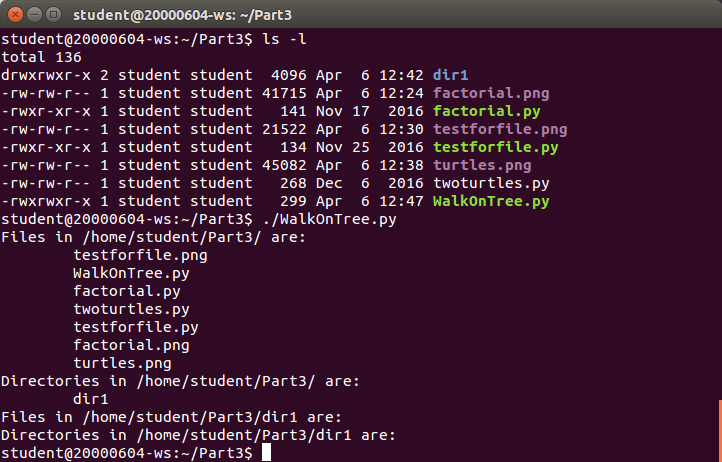 student@20000604-ws: ~/Part3
student@20000604-ws:~/Part3$ ls -l
total 136
drwxrwxr-x 2 student student  4096 Apr  6 12:42 dir1
-rw-rw-r-- 1 student student 41715 Apr  6 12:24 factorial.png
-rwxr-xr-x 1 student student   141 Nov 17  2016 factorial.py
-rw-rw-r-- 1 student student 21522 Apr  6 12:30 testforfile.png
-rwxr-xr-x 1 student student   134 Nov 25  2016 testforfile.py
-rw-rw-r-- 1 student student 45082 Apr  6 12:38 turtles.png
-rw-rw-r-- 1 student student   268 Dec  6  2016 twoturtles.py
-rwxrwxr-x 1 student student   299 Apr  6 12:47 WalkOnTree.py
student@20000604-ws:~/Part3$ ./WalkOnTree.py
Files in /home/student/Part3/ are:
        testforfile.png
        WalkOnTree.py
        factorial.py
        twoturtles.py
        testforfile.py
        factorial.png
        turtles.png
Directories in /home/student/Part3/ are:
        dir1
Files in /home/student/Part3/dir1 are:
Directories in /home/student/Part3/dir1 are:
student@20000604-ws:~/Part3$